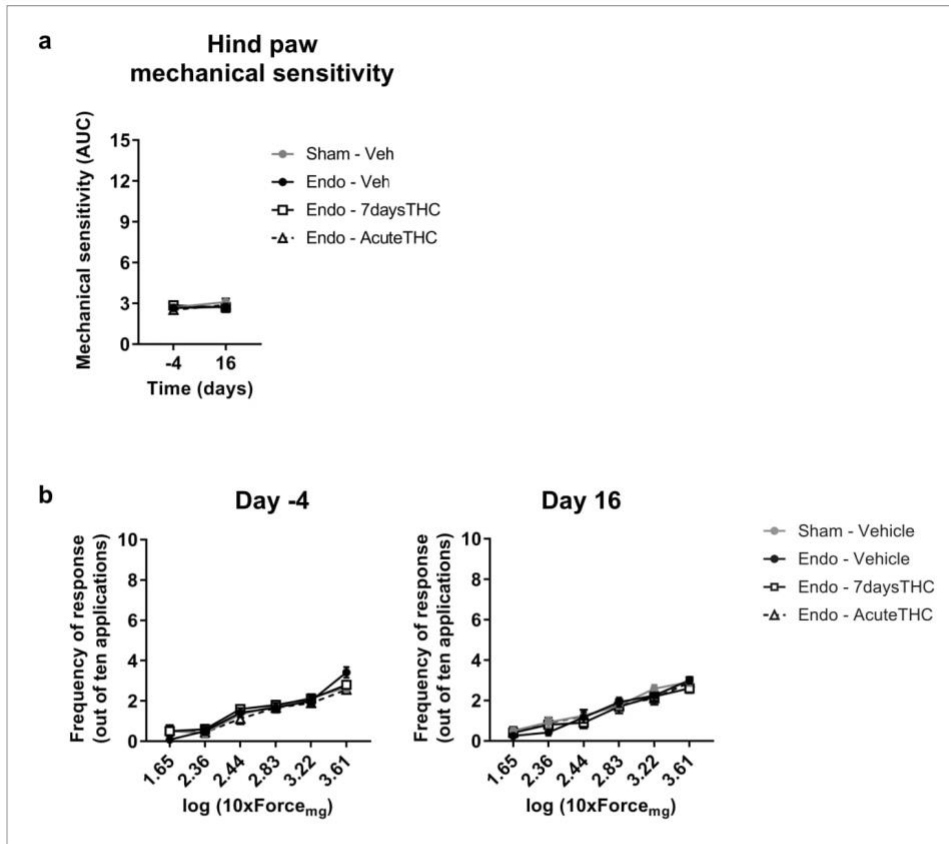 a
Hind paw
mechanical sensitivity
Mechanical sensitivity (AUC)
15
12
9
6
3
0
-4 16
Time (days)
Sham - Veh
Endo - Veh
Endo - 7daysTHC
Endo - AcuteTHC
b
Day -4
Frequency of response
(out of ten applications)
10
8
6
4
2
0
1.65 2.36 2.44 2.83 3.22 3.61
log (10xForcemg)
Day 16
Frequency of response
(out of ten applications)
10
8
6
4
2
0
1.65 2.36 2.44 2.83 3.22 3.61
log (10xForcemg)
Sham - Vehicle
Endo - Vehicle
Endo - 7daysTHC
Endo - AcuteTHC